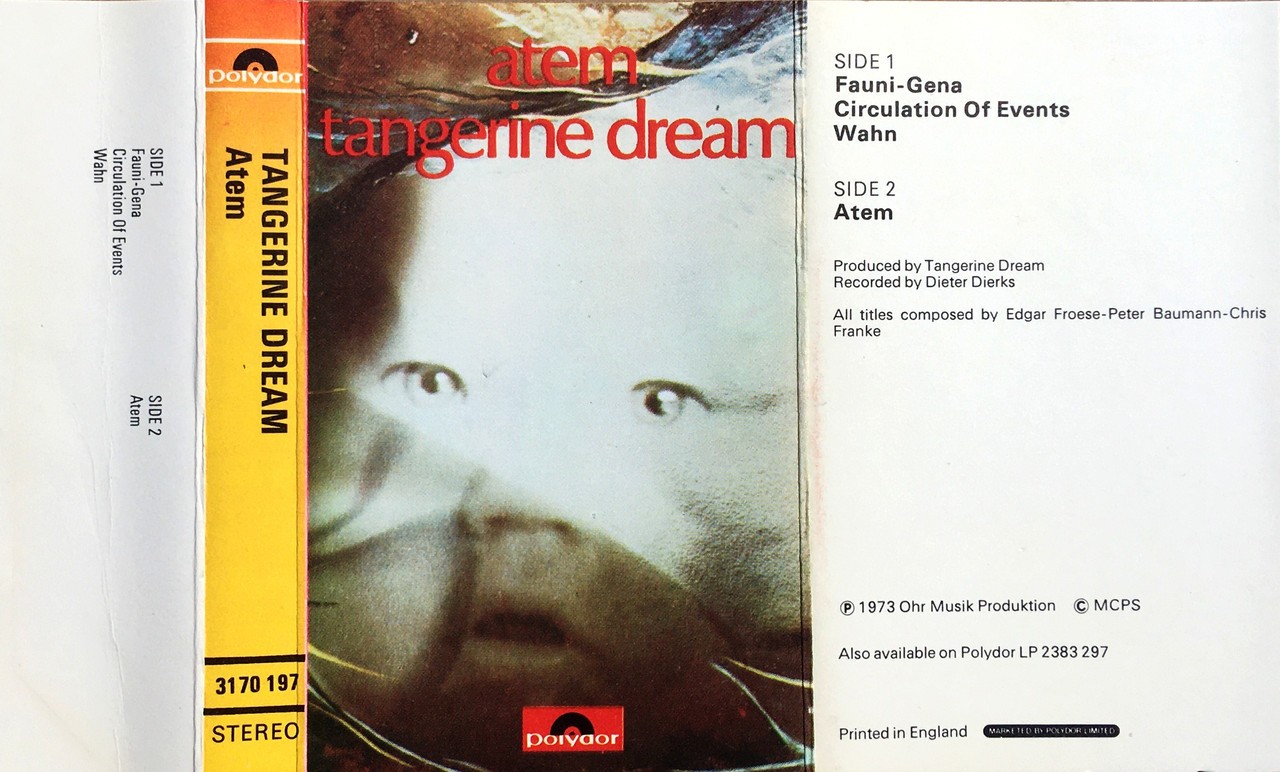 SIDE 1
Fauni-Gena
Circulation Of Events
Wahn
SIDE 2
Atem
polydor
TANGERINE DREAM
Atem
3170 197
STEREO
atem
tangerine dream
polydor
SIDE 1
Fauni-Gena
Circulation Of Events
Wahn
SIDE 2
Atem
Produced by Tangerine Dream
Recorded by Dieter Dierks
All titles composed by Edgar Froese-Peter Baumann-Chris
Franke
℗ 1973 Ohr Musik Produktion © MCPS
Also available on Polydor LP 2383 297
Printed in England MARKETED BY POLYDOR LIMITED